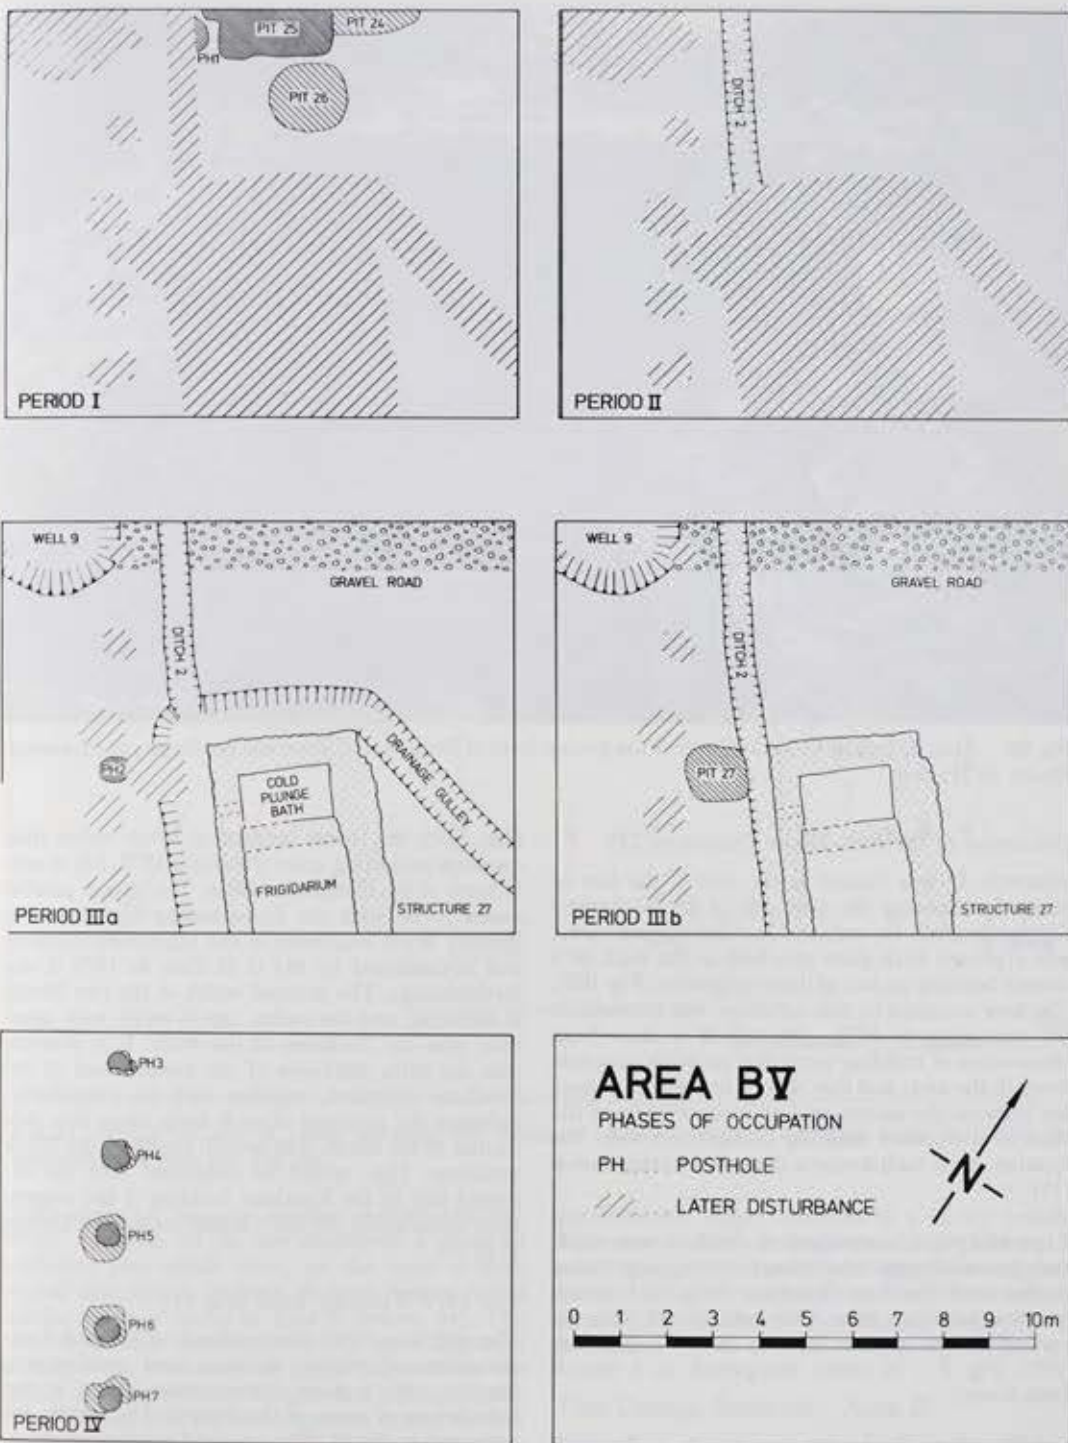 PIT 25
PIT 24
PH1
PIT 26
PERIOD I
DITCH 2
PERIOD II
WELL 9
GRAVEL ROAD
DITCH 2
PH2
COLD
PLUNGE
BATH
DRAINAGE GULLEY
FRIGIDARIUM
PERIOD IIIa
STRUCTURE 27
WELL 9
GRAVEL ROAD
DITCH 2
PIT 27
PERIOD IIIb
STRUCTURE 27
PH3
PH4
PH5
PH6
PH7
PERIOD IV
AREA BV
PHASES OF OCCUPATION
PH .... POSTHOLE
LATER DISTURBANCE
N
0 1 2 3 4 5 6 7 8 9 10m